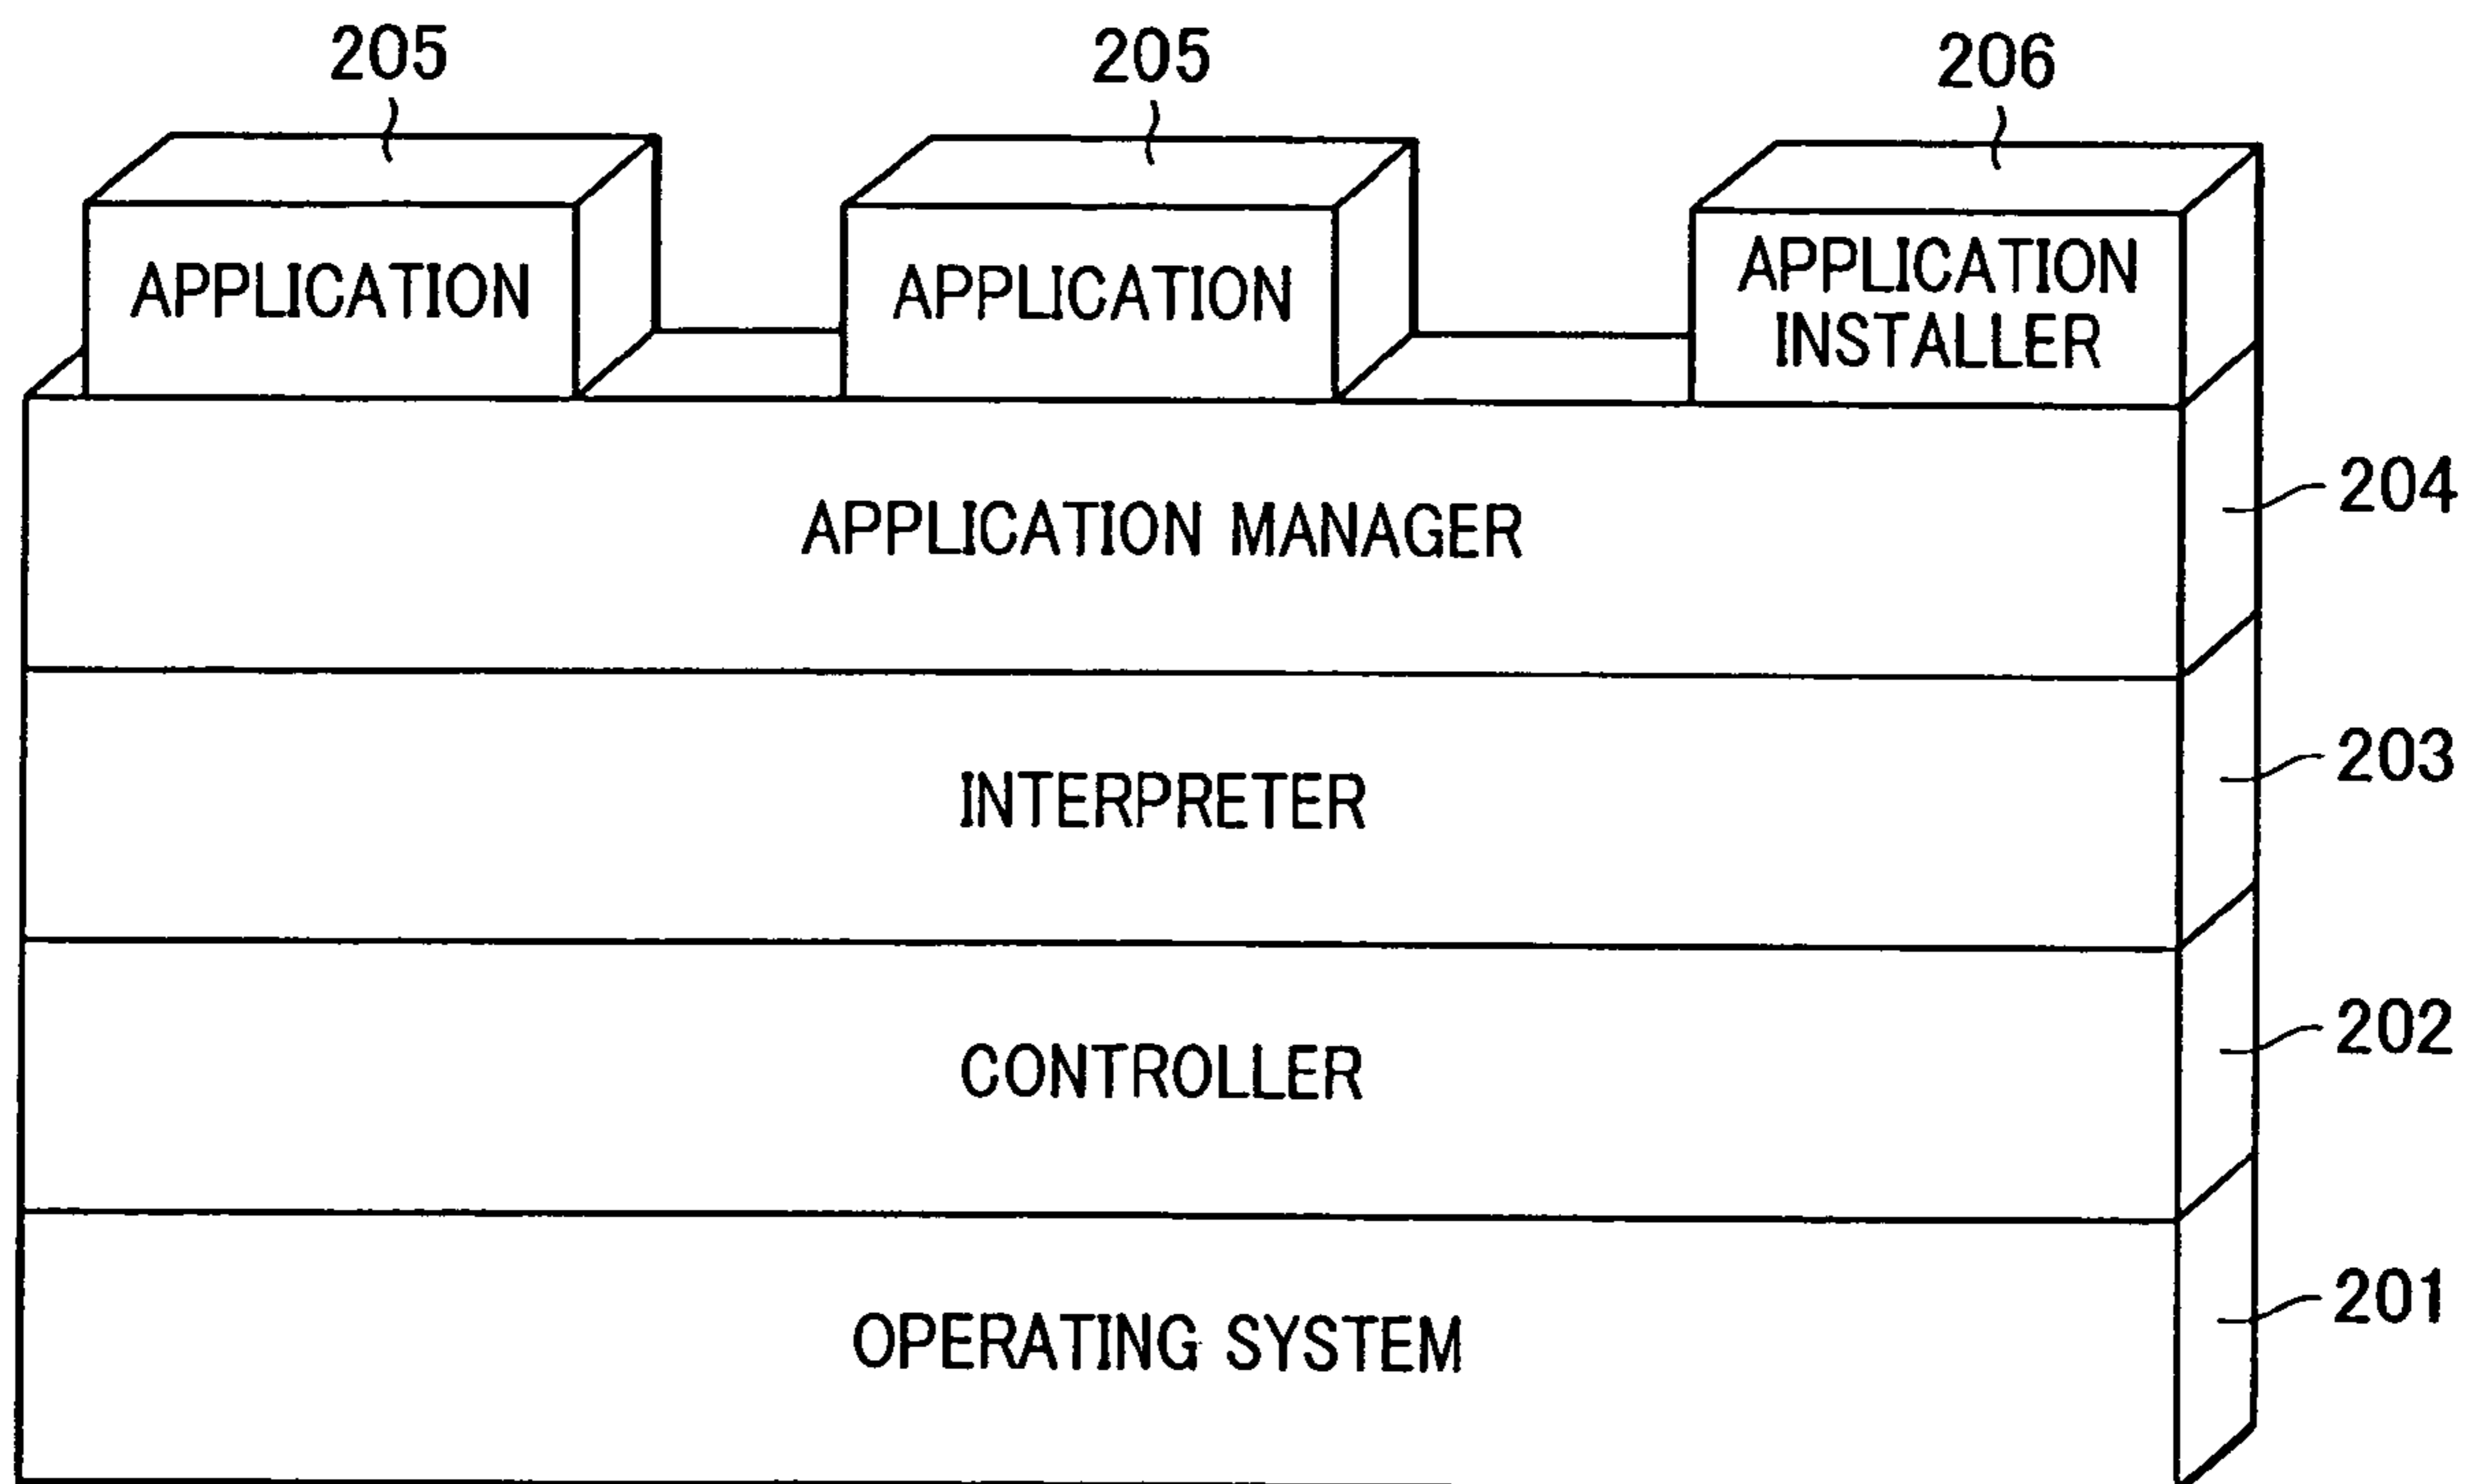 205
205
206
APPLICATION
APPLICATION
APPLICATION
INSTALLER
APPLICATION MANAGER
204
INTERPRETER
203
CONTROLLER
202
OPERATING SYSTEM
201